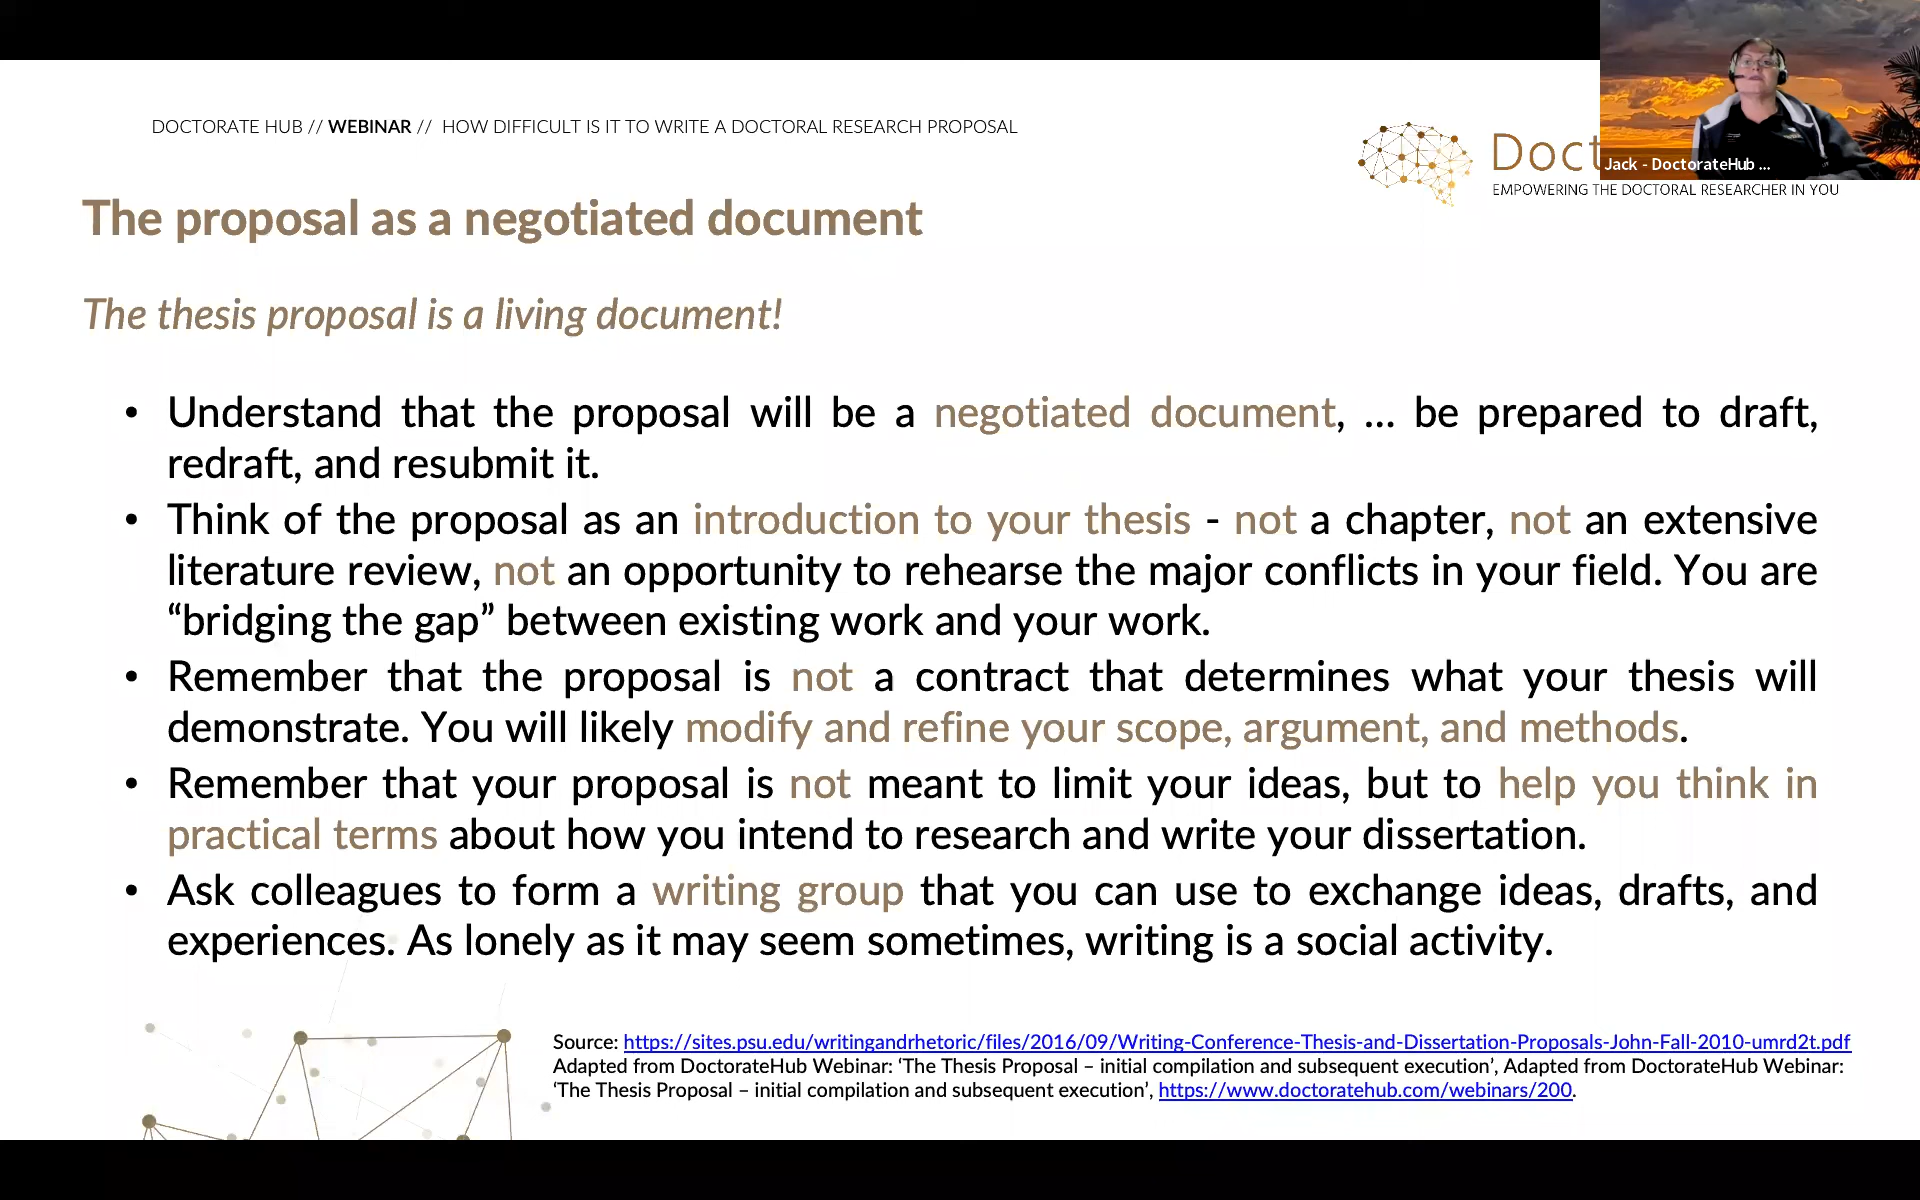 DOCTORATE HUB // WEBINAR // HOW DIFFICULT IS IT TO WRITE A DOCTORAL RESEARCH PROPOSAL
Doct
Jack - DoctorateHub ...
EMPOWERING THE DOCTORAL RESEARCHER IN YOU
The proposal as a negotiated document
The thesis proposal is a living document!
• Understand that the proposal will be a negotiated document, ... be prepared to draft,
redraft, and resubmit it.
• Think of the proposal as an introduction to your thesis - not a chapter, not an extensive
literature review, not an opportunity to rehearse the major conflicts in your field. You are
“bridging the gap” between existing work and your work.
• Remember that the proposal is not a contract that determines what your thesis will
demonstrate. You will likely modify and refine your scope, argument, and methods.
• Remember that your proposal is not meant to limit your ideas, but to help you think in
practical terms about how you intend to research and write your dissertation.
• Ask colleagues to form a writing group that you can use to exchange ideas, drafts, and
experiences. As lonely as it may seem sometimes, writing is a social activity.
Source: https://sites.psu.edu/writingandrhetoric/files/2016/09/Writing-Conference-Thesis-and-Dissertation-Proposals-John-Fall-2010-umrd2t.pdf
Adapted from DoctorateHub Webinar: ‘The Thesis Proposal – initial compilation and subsequent execution’, Adapted from DoctorateHub Webinar:
‘The Thesis Proposal – initial compilation and subsequent execution’, https://www.doctoratehub.com/webinars/200.